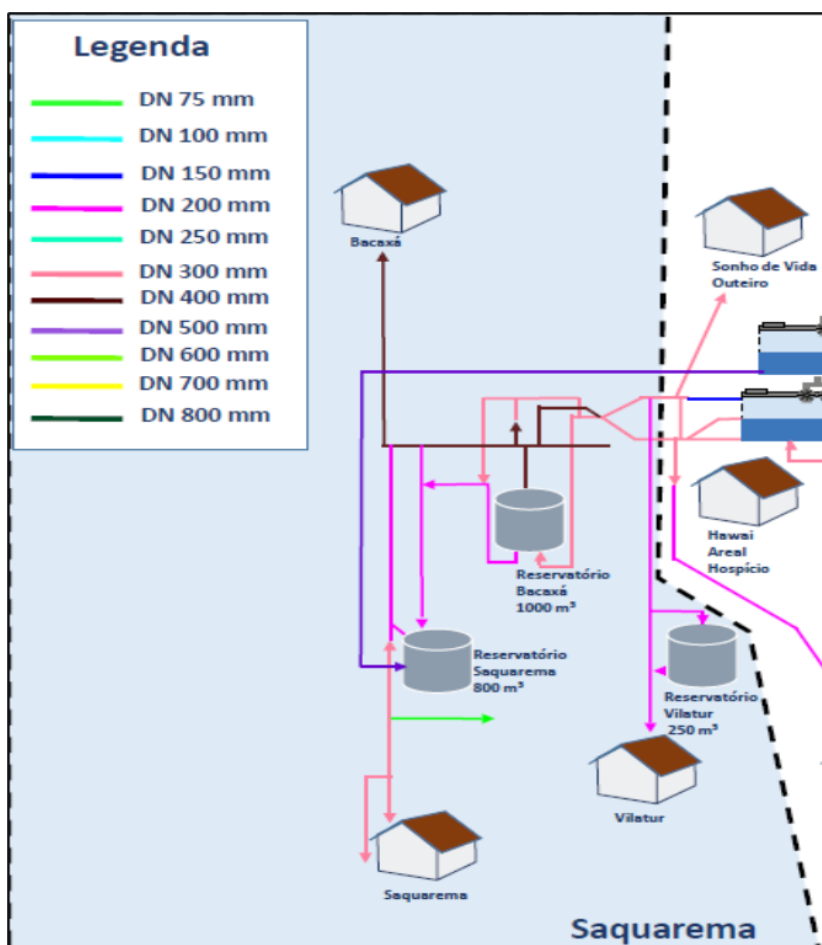 Legenda
DN 75 mm
DN 100 mm
DN 150 mm
DN 200 mm
DN 250 mm
DN 300 mm
DN 400 mm
DN 500 mm
DN 600 mm
DN 700 mm
DN 800 mm
Bacaxá
Sonho de Vida
Outeiro
Hawai
Areal
Hospício
Reservatório
Bacaxá
1000 m³
Reservatório
Saquarema
800 m³
Reservatório
Vilatur
250 m³
Vilatur
Saquarema
Saquarema